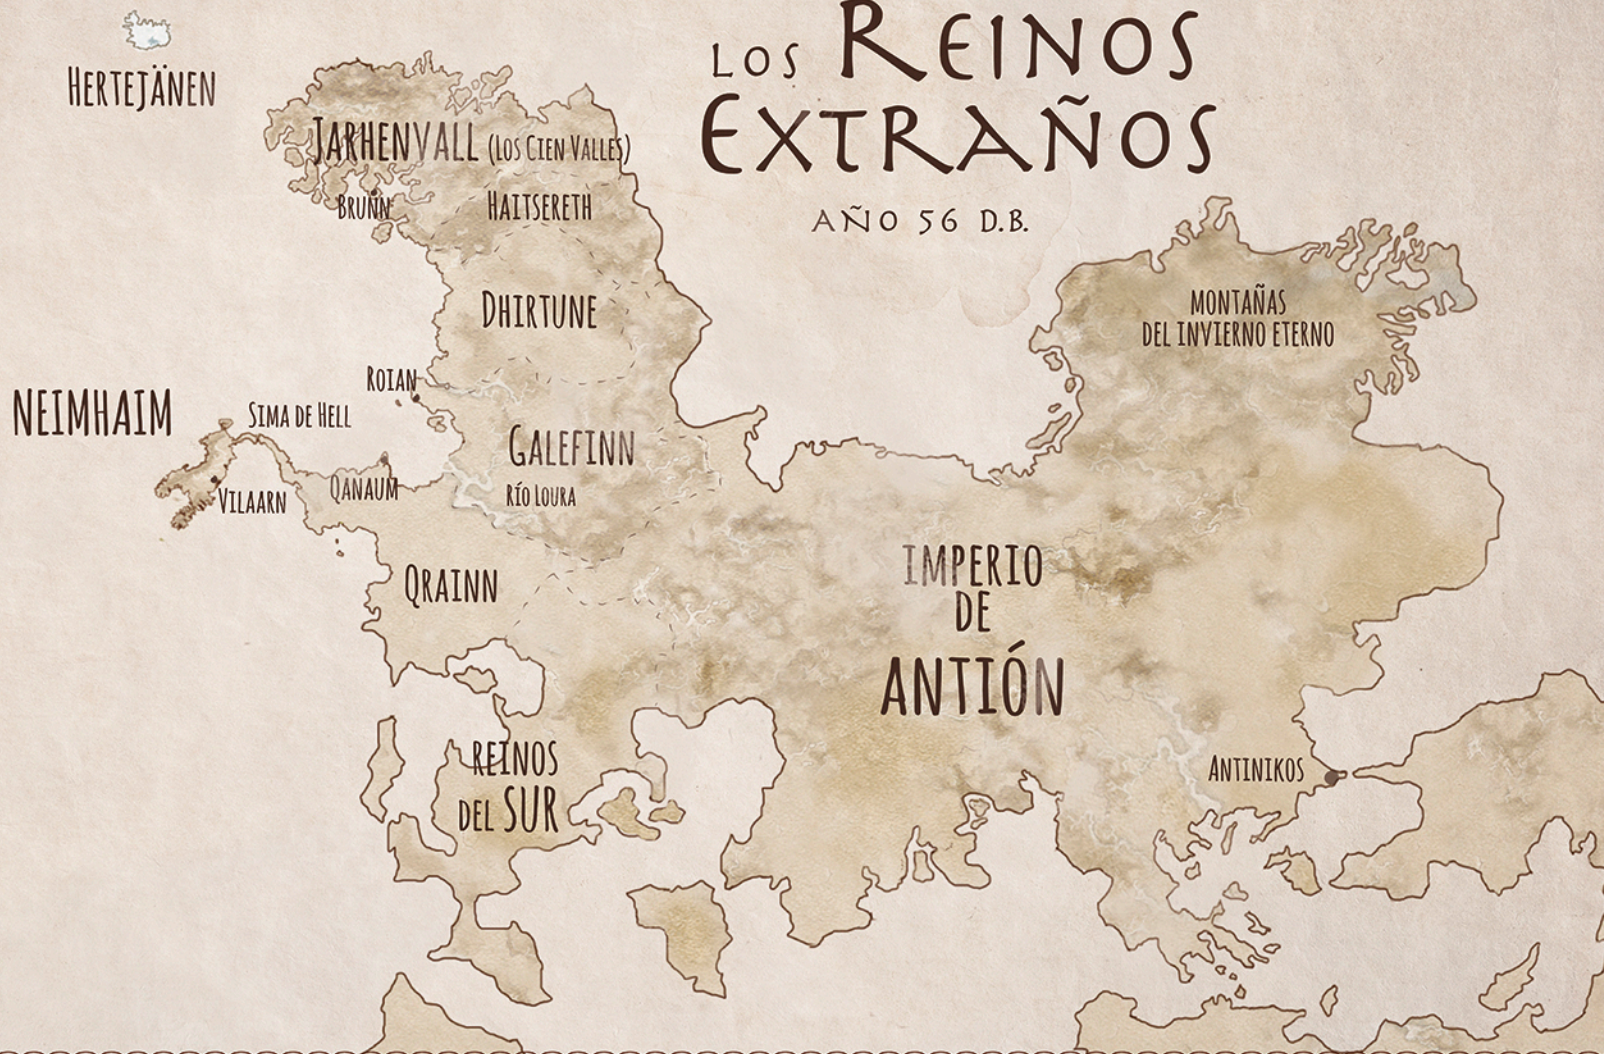 LOS REINOS
EXTRAÑOS
AÑO 56 D.B.
HERTEJÄNEN
JARHENVALL (LOS CIEN VALLES)
BRUNN
HAITSERETH
DHIRTUNE
MONTAÑAS
DEL INVIERNO ETERNO
ROIAN
NEIMHAIM
SIMA DE HELL
GALEFINN
RÍO LOURA
QANAUM
VILAARN
QRAINN
IMPERIO
DE
ANTIÓN
REINOS
DEL SUR
ANTINIKOS